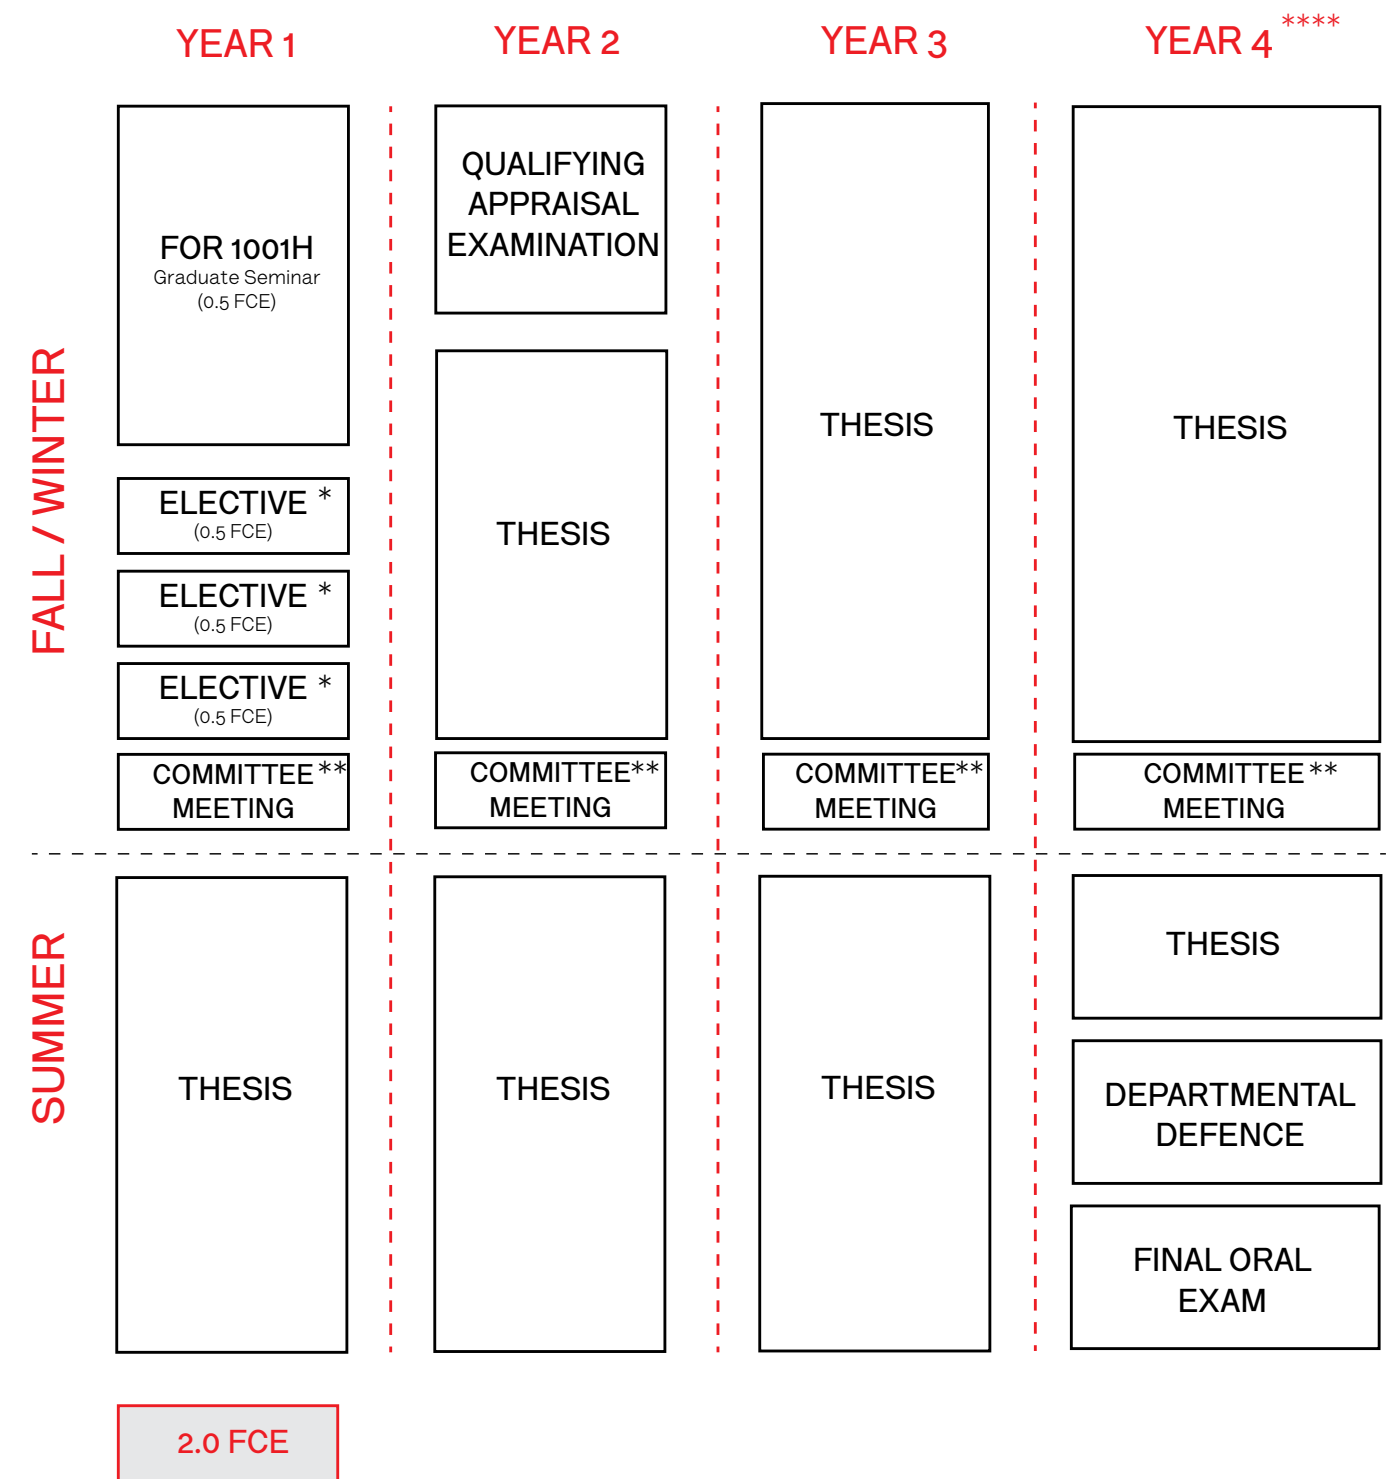 YEAR 1
YEAR 2
YEAR 3
YEAR 4 ****
FALL / WINTER
FOR 1001H
Graduate Seminar
(0.5 FCE)
ELECTIVE *
(0.5 FCE)
ELECTIVE *
(0.5 FCE)
ELECTIVE *
(0.5 FCE)
COMMITTEE **
MEETING
QUALIFYING
APPRAISAL
EXAMINATION
THESIS
COMMITTEE**
MEETING
THESIS
COMMITTEE**
MEETING
THESIS
COMMITTEE **
MEETING
SUMMER
THESIS
THESIS
THESIS
THESIS
DEPARTMENTAL
DEFENCE
FINAL ORAL
EXAM
2.0 FCE